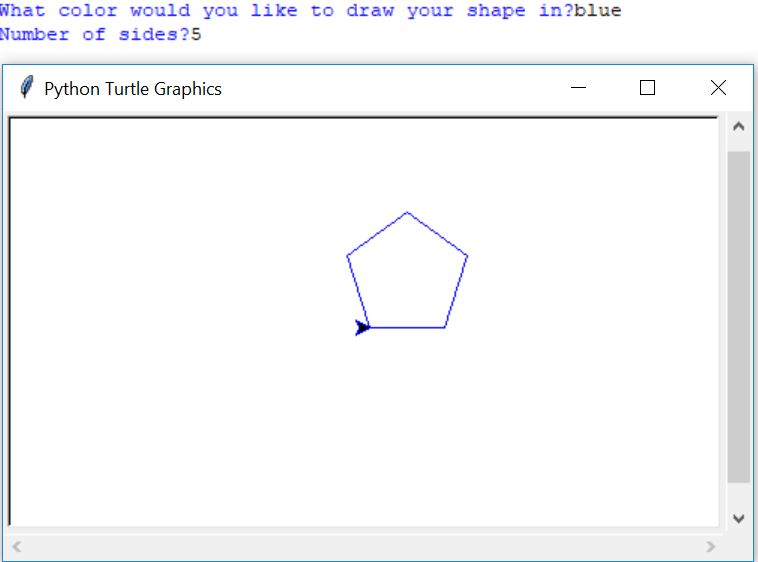 What color would you like to draw your shape in?blue
Number of sides?5
Python Turtle Graphics